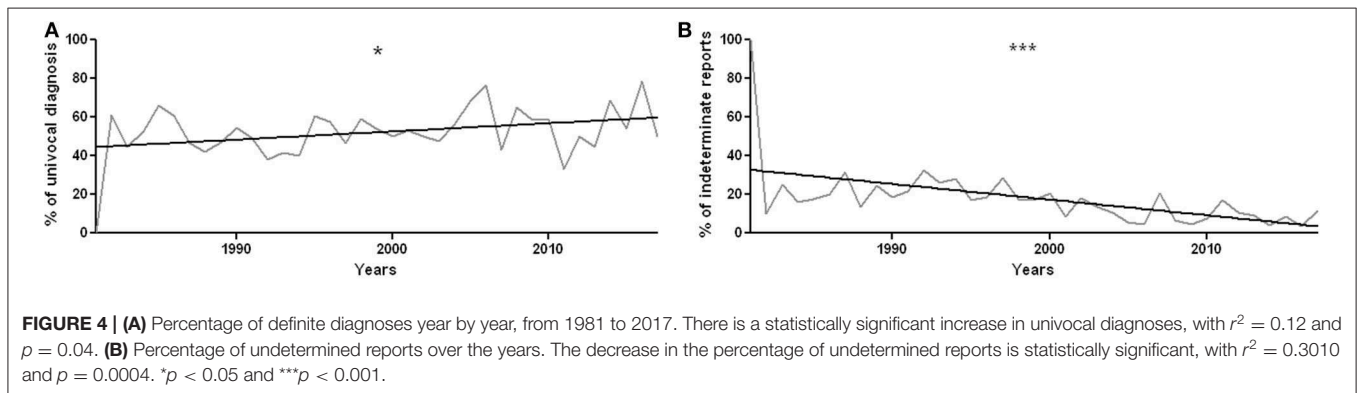 A
% of univocal diagnosis
100
80
60
40
20
0
*
1990
2000
2010
Years
B
% of indeterminate reports
100
80
60
40
20
0
***
1990
2000
2010
Years
FIGURE 4 | (A) Percentage of definite diagnoses year by year, from 1981 to 2017. There is a statistically significant increase in univocal diagnoses, with r² = 0.12 and
p = 0.04. (B) Percentage of undetermined reports over the years. The decrease in the percentage of undetermined reports is statistically significant, with r² = 0.3010
and p = 0.0004. *p < 0.05 and ***p < 0.001.